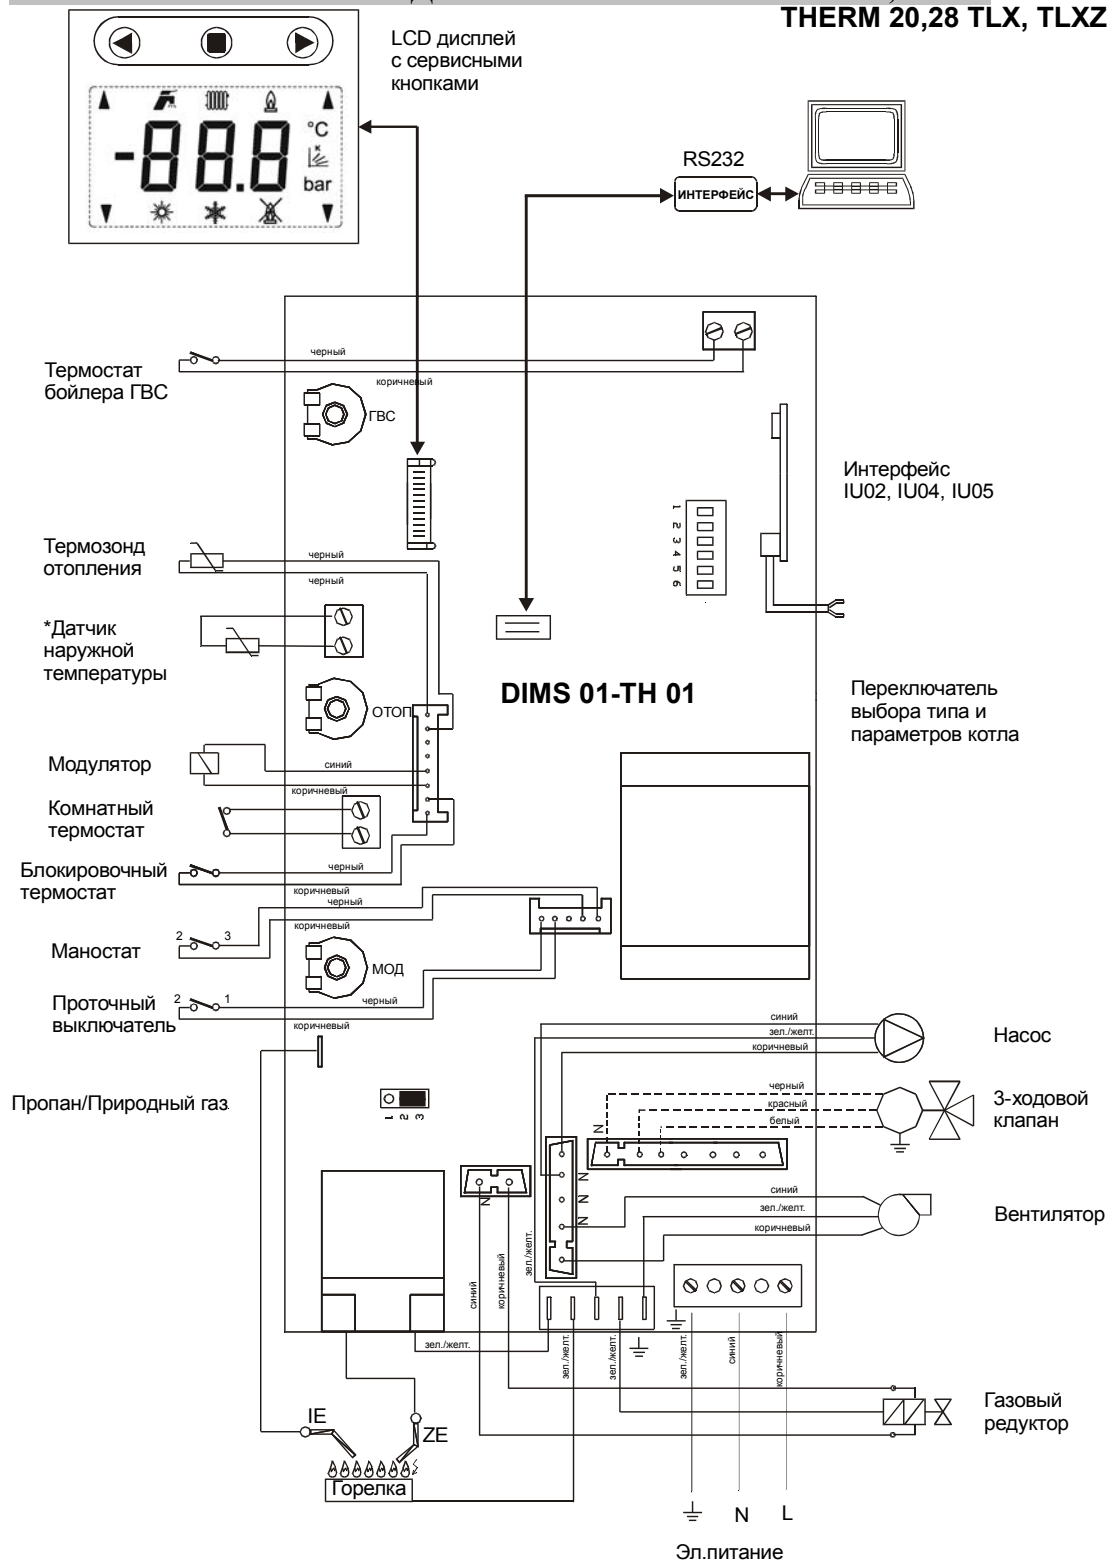 THERM 20,28 TLX, TLXZ
LCD дисплей
с сервисными
кнопками
-88.8
°C
K
bar
RS232
ИНТЕРФЕЙС
Термостат
бойлера ГВС
черный
коричневый
ГВС
Интерфейс
IU02, IU04, IU05
1
2
3
4
5
6
Термозонд
отопления
черный
черный
*Датчик
наружной
температуры
DIMS 01-TH 01
Переключатель
выбора типа и
параметров котла
ОТОП
Модулятор
синий
коричневый
Комнатный
термостат
Блокировочный
термостат
черный
коричневый
черный
Маностат
2
3
коричневый
МОД
Проточный
выключатель
2
1
черный
коричневый
синий
зел./желт.
коричневый
Насос
Пропан/Природный газ
1
2
3
черный
красный
белый
N
3-ходовой
клапан
N
N
N
синий
зел./желт.
коричневый
Вентилятор
синий
коричневый
зел./желт.
зел./желт.
зел./желт.
зел./желт.
зел./желт.
синий
коричневый
Газовый
редуктор
IE
ZE
Горелка
N
L
Эл.питание